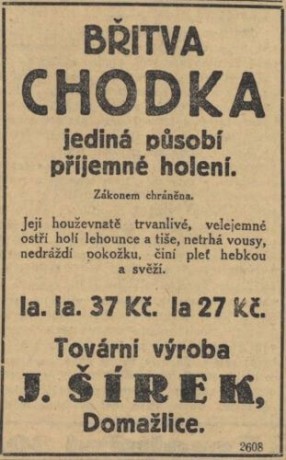 BŘITVA
CHODKA
jediná působí
příjemné holení.
Zákonem chráněna.
Její houževnatě trvanlivé, velejemné
ostří holí lehounce a tiše, netrhá vousy,
nedráždí pokožku, činí pleť hebkou
a svěží.
Ia. Ia. 37 Kč. Ia 27 Kč.
Tovární výroba
J. ŠÍREK,
Domažlice.
2608